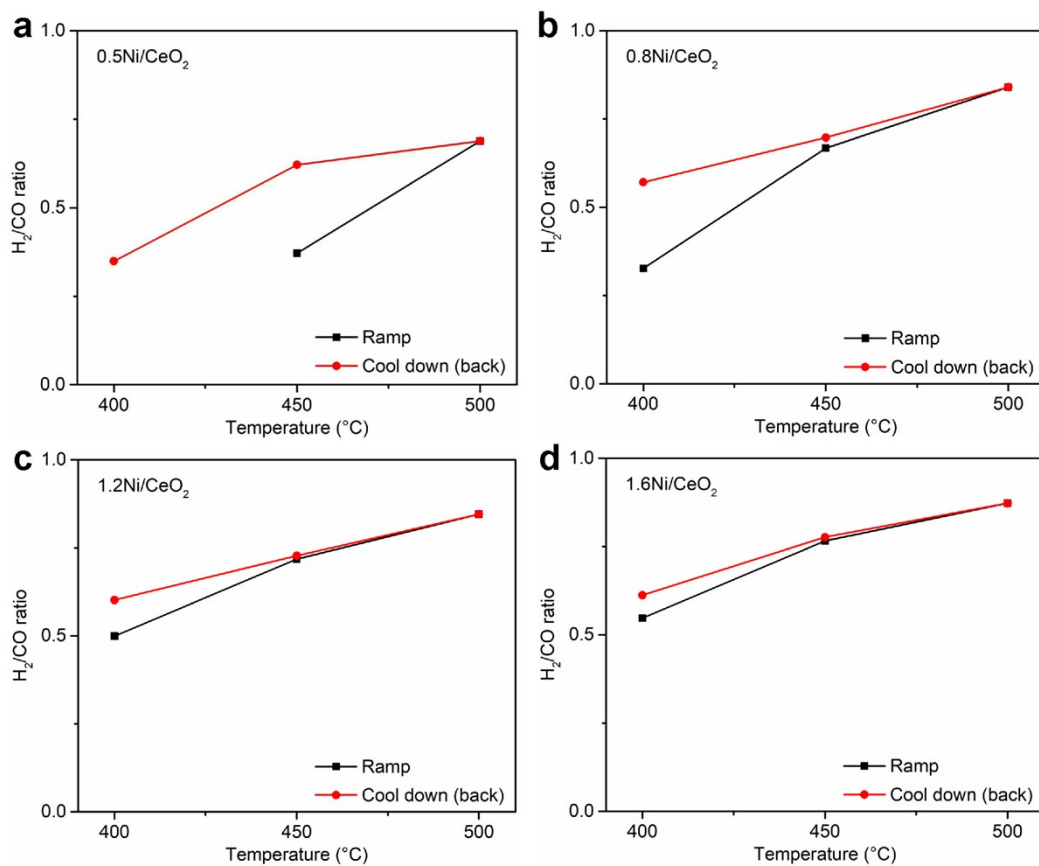 a
0.5Ni/CeO₂
1.0
0.5
0.0
H₂/CO ratio
Ramp
Cool down (back)
400
450
500
Temperature (°C)
b
0.8Ni/CeO₂
1.0
0.5
0.0
H₂/CO ratio
Ramp
Cool down (back)
400
450
500
Temperature (°C)
c
1.2Ni/CeO₂
1.0
0.5
0.0
H₂/CO ratio
Ramp
Cool down (back)
400
450
500
Temperature (°C)
d
1.6Ni/CeO₂
1.0
0.5
0.0
H₂/CO ratio
Ramp
Cool down (back)
400
450
500
Temperature (°C)